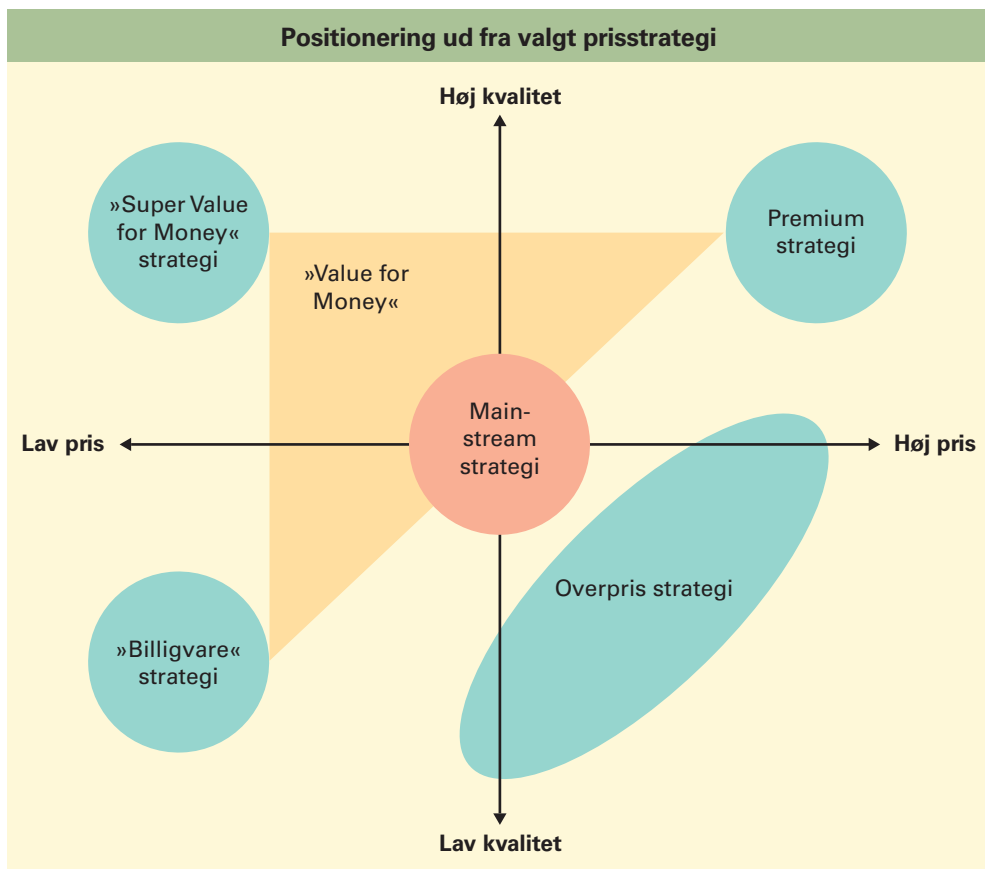 Positionering ud fra valgt prisstrategi
Høj kvalitet
»Super Value
for Money«
strategi
Premium
strategi
»Value for
Money«
Main-
stream
strategi
Lav pris
Høj pris
Overpris strategi
»Billigvare«
strategi
Lav kvalitet